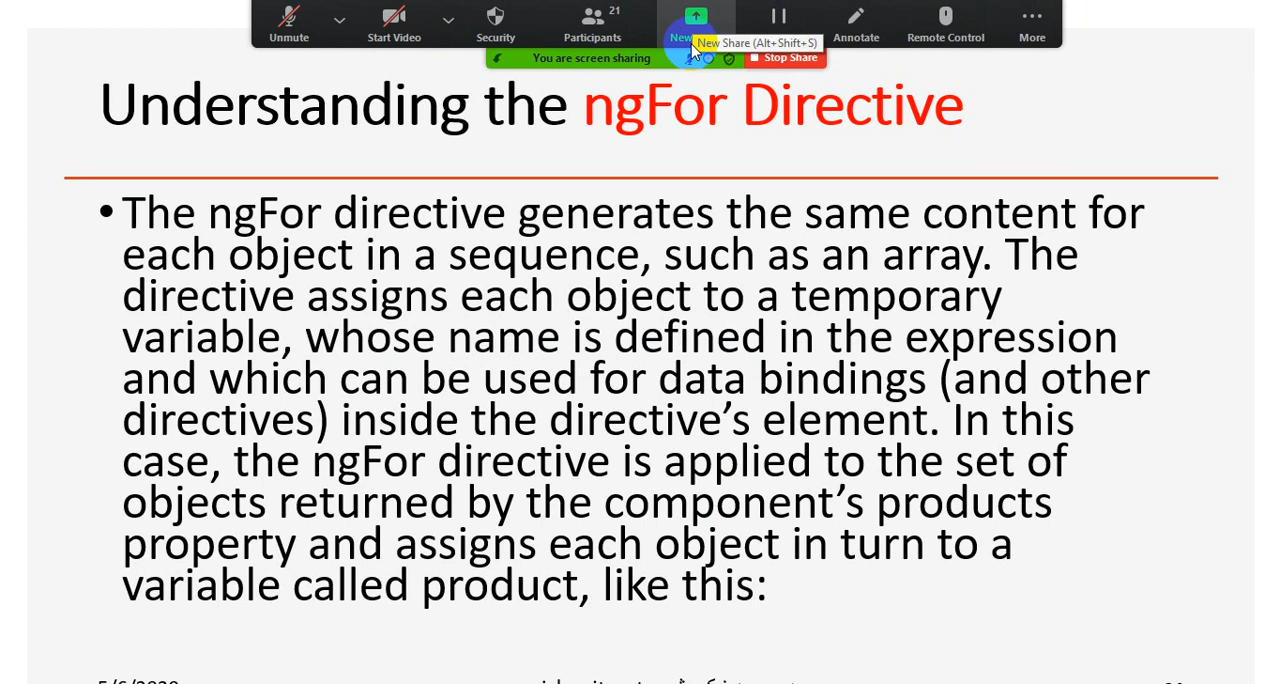 21
Unmute
Start Video
Security
Participants
New
Annotate
Remote Control
More
New Share (Alt+Shift+S)
You are screen sharing
Stop Share
Understanding the ngFor Directive
• The ngFor directive generates the same content for
each object in a sequence, such as an array. The
directive assigns each object to a temporary
variable, whose name is defined in the expression
and which can be used for data bindings (and other
directives) inside the directive’s element. In this
case, the ngFor directive is applied to the set of
objects returned by the component’s products
property and assigns each object in turn to a
variable called product, like this: